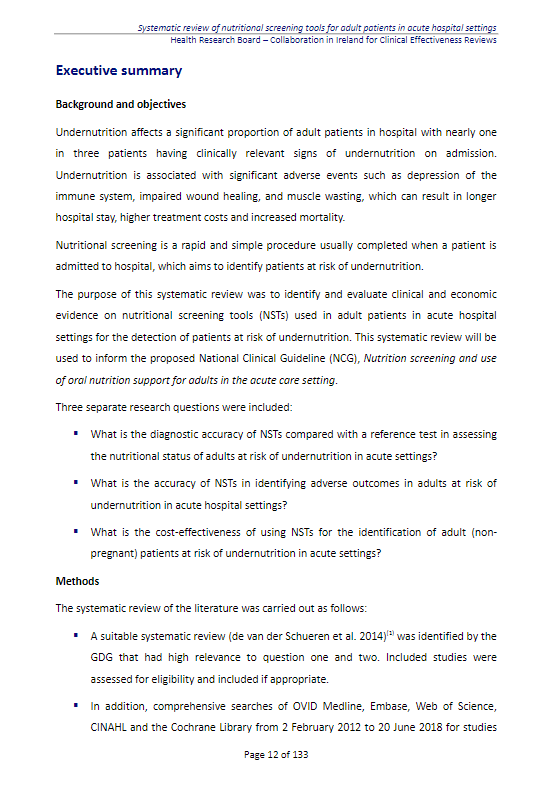 Systematic review of nutritional screening tools for adult patients in acute hospital settings
Health Research Board – Collaboration in Ireland for Clinical Effectiveness Reviews
Executive summary
Background and objectives
Undernutrition affects a significant proportion of adult patients in hospital with nearly one
in three patients having clinically relevant signs of undernutrition on admission.
Undernutrition is associated with significant adverse events such as depression of the
immune system, impaired wound healing, and muscle wasting, which can result in longer
hospital stay, higher treatment costs and increased mortality.
Nutritional screening is a rapid and simple procedure usually completed when a patient is
admitted to hospital, which aims to identify patients at risk of undernutrition.
The purpose of this systematic review was to identify and evaluate clinical and economic
evidence on nutritional screening tools (NSTs) used in adult patients in acute hospital
settings for the detection of patients at risk of undernutrition. This systematic review will be
used to inform the proposed National Clinical Guideline (NCG), Nutrition screening and use
of oral nutrition support for adults in the acute care setting.
Three separate research questions were included:
▪ What is the diagnostic accuracy of NSTs compared with a reference test in assessing
the nutritional status of adults at risk of undernutrition in acute settings?
▪ What is the accuracy of NSTs in identifying adverse outcomes in adults at risk of
undernutrition in acute hospital settings?
▪ What is the cost-effectiveness of using NSTs for the identification of adult (non-
pregnant) patients at risk of undernutrition in acute settings?
Methods
The systematic review of the literature was carried out as follows:
▪ A suitable systematic review (de van der Schueren et al. 2014)(1) was identified by the
GDG that had high relevance to question one and two. Included studies were
assessed for eligibility and included if appropriate.
▪ In addition, comprehensive searches of OVID Medline, Embase, Web of Science,
CINAHL and the Cochrane Library from 2 February 2012 to 20 June 2018 for studies
Page 12 of 133